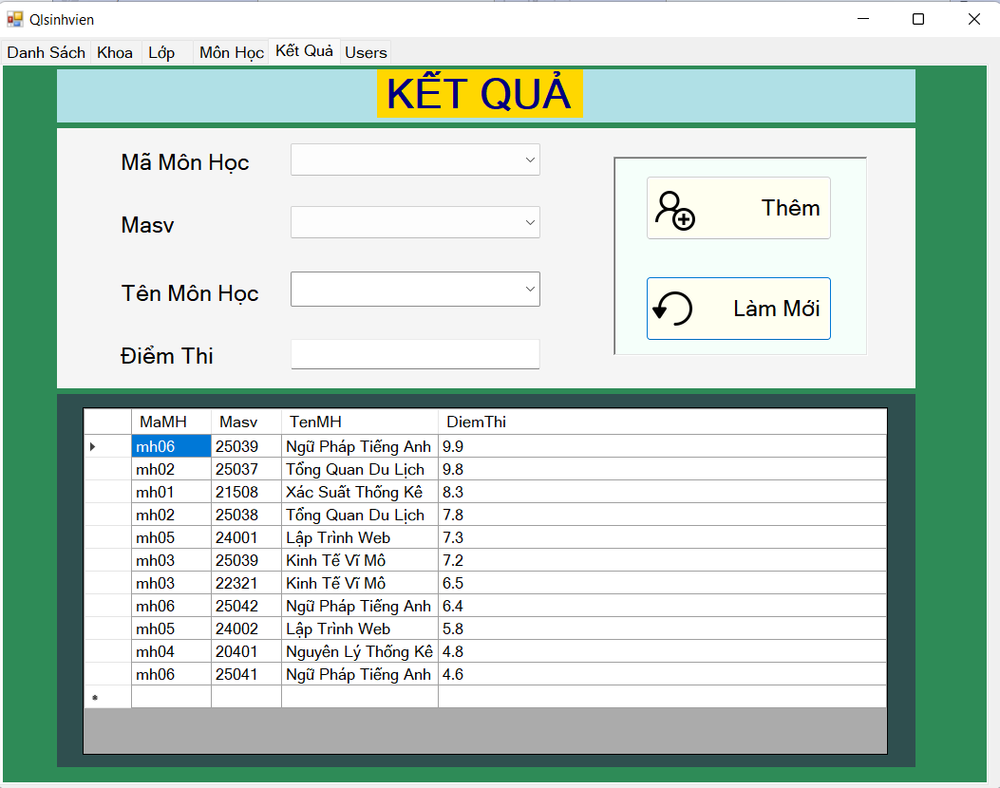 Qlsinhvien
Danh Sách Khoa Lớp Môn Học Kết Quả Users
KẾT QUẢ
Mã Môn Học
Thêm
Masv
Tên Môn Học
Làm Mới
Điểm Thi
MaMH Masv TenMH DiemThi
mh06 25039 Ngữ Pháp Tiếng Anh 9.9
mh02 25037 Tổng Quan Du Lịch 9.8
mh01 21508 Xác Suất Thống Kê 8.3
mh02 25038 Tổng Quan Du Lịch 7.8
mh05 24001 Lập Trình Web 7.3
mh03 25039 Kinh Tế Vĩ Mô 7.2
mh03 22321 Kinh Tế Vĩ Mô 6.5
mh06 25042 Ngữ Pháp Tiếng Anh 6.4
mh05 24002 Lập Trình Web 5.8
mh04 20401 Nguyên Lý Thống Kê 4.8
mh06 25041 Ngữ Pháp Tiếng Anh 4.6